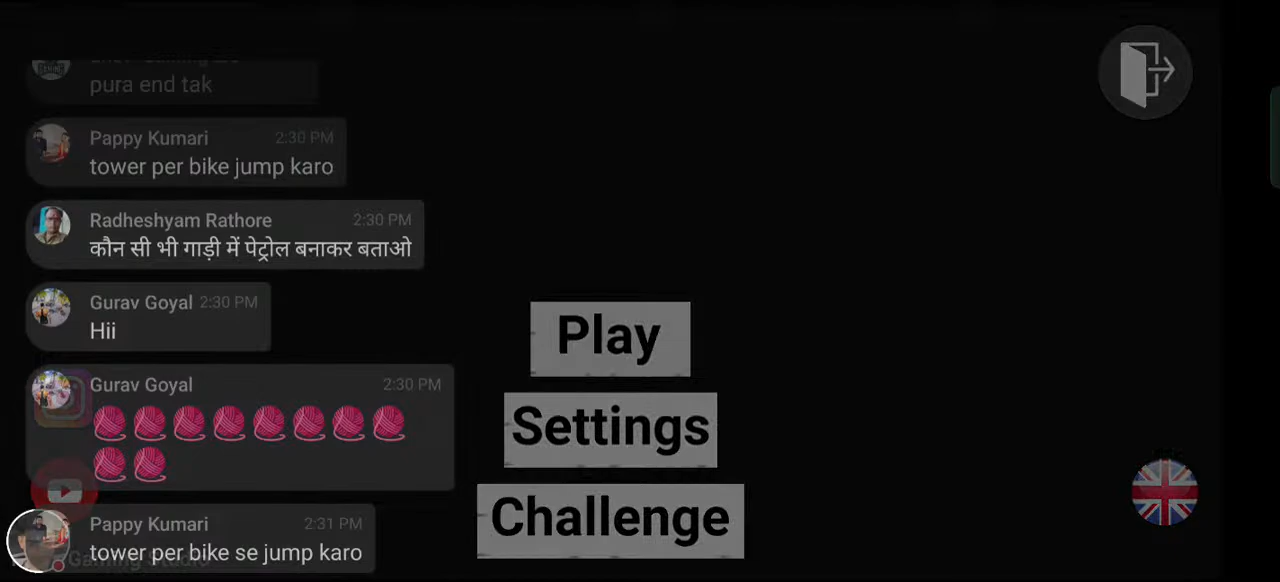 pura end tak
Pappy Kumari 2:30 PM
tower per bike jump karo
Radheshyam Rathore 2:30 PM
कौन सी भी गाड़ी में पेट्रोल बनाकर बताओ
Gurav Goyal 2:30 PM
Hii
Gurav Goyal 2:30 PM
Pappy Kumari 2:31 PM
tower per bike se jump karo
Gaming Studio
Play
Settings
Challenge